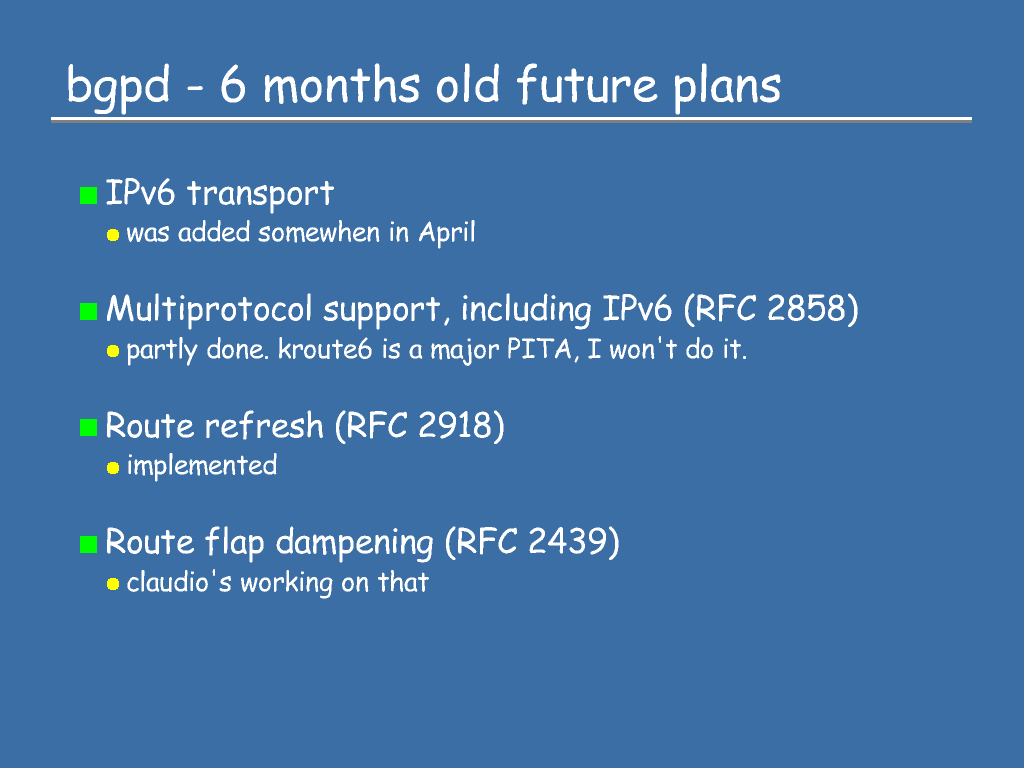 bgpd - 6 months old future plans
IPv6 transport
was added somewhen in April
Multiprotocol support, including IPv6 (RFC 2858)
partly done. kroute6 is a major PITA, I won't do it.
Route refresh (RFC 2918)
implemented
Route flap dampening (RFC 2439)
claudio's working on that